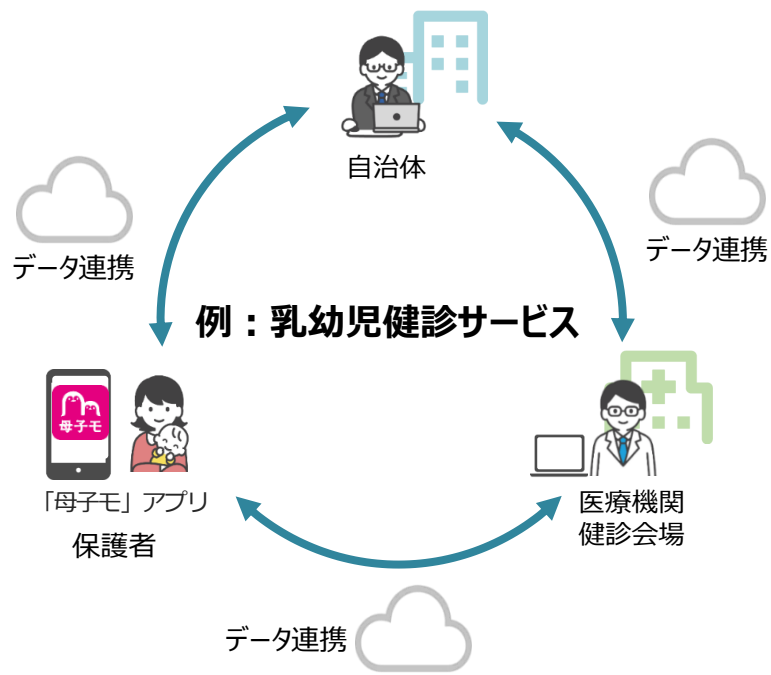 自治体
データ連携
データ連携
例：乳幼児健診サービス
母子モ
「母子モ」アプリ
保護者
医療機関
健診会場
データ連携